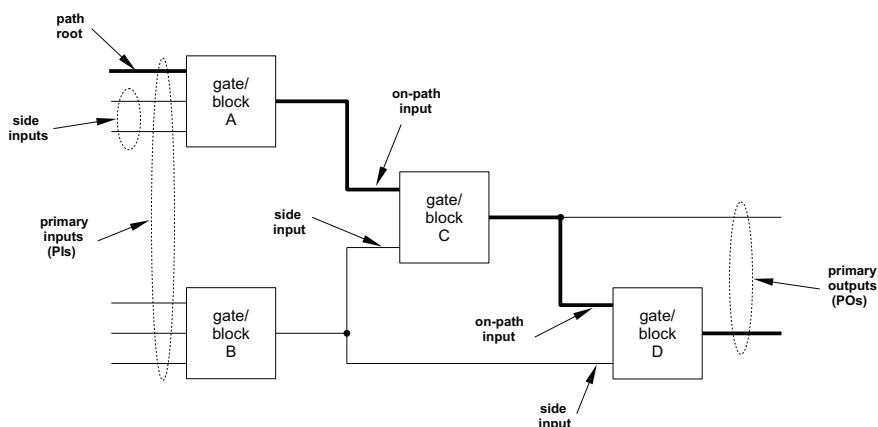 path
root
side
inputs
gate/
block
A
on-path
input
primary
inputs
(PIs)
side
input
gate/
block
C
gate/
block
B
on-path
input
gate/
block
D
primary
outputs
(POs)
side
input